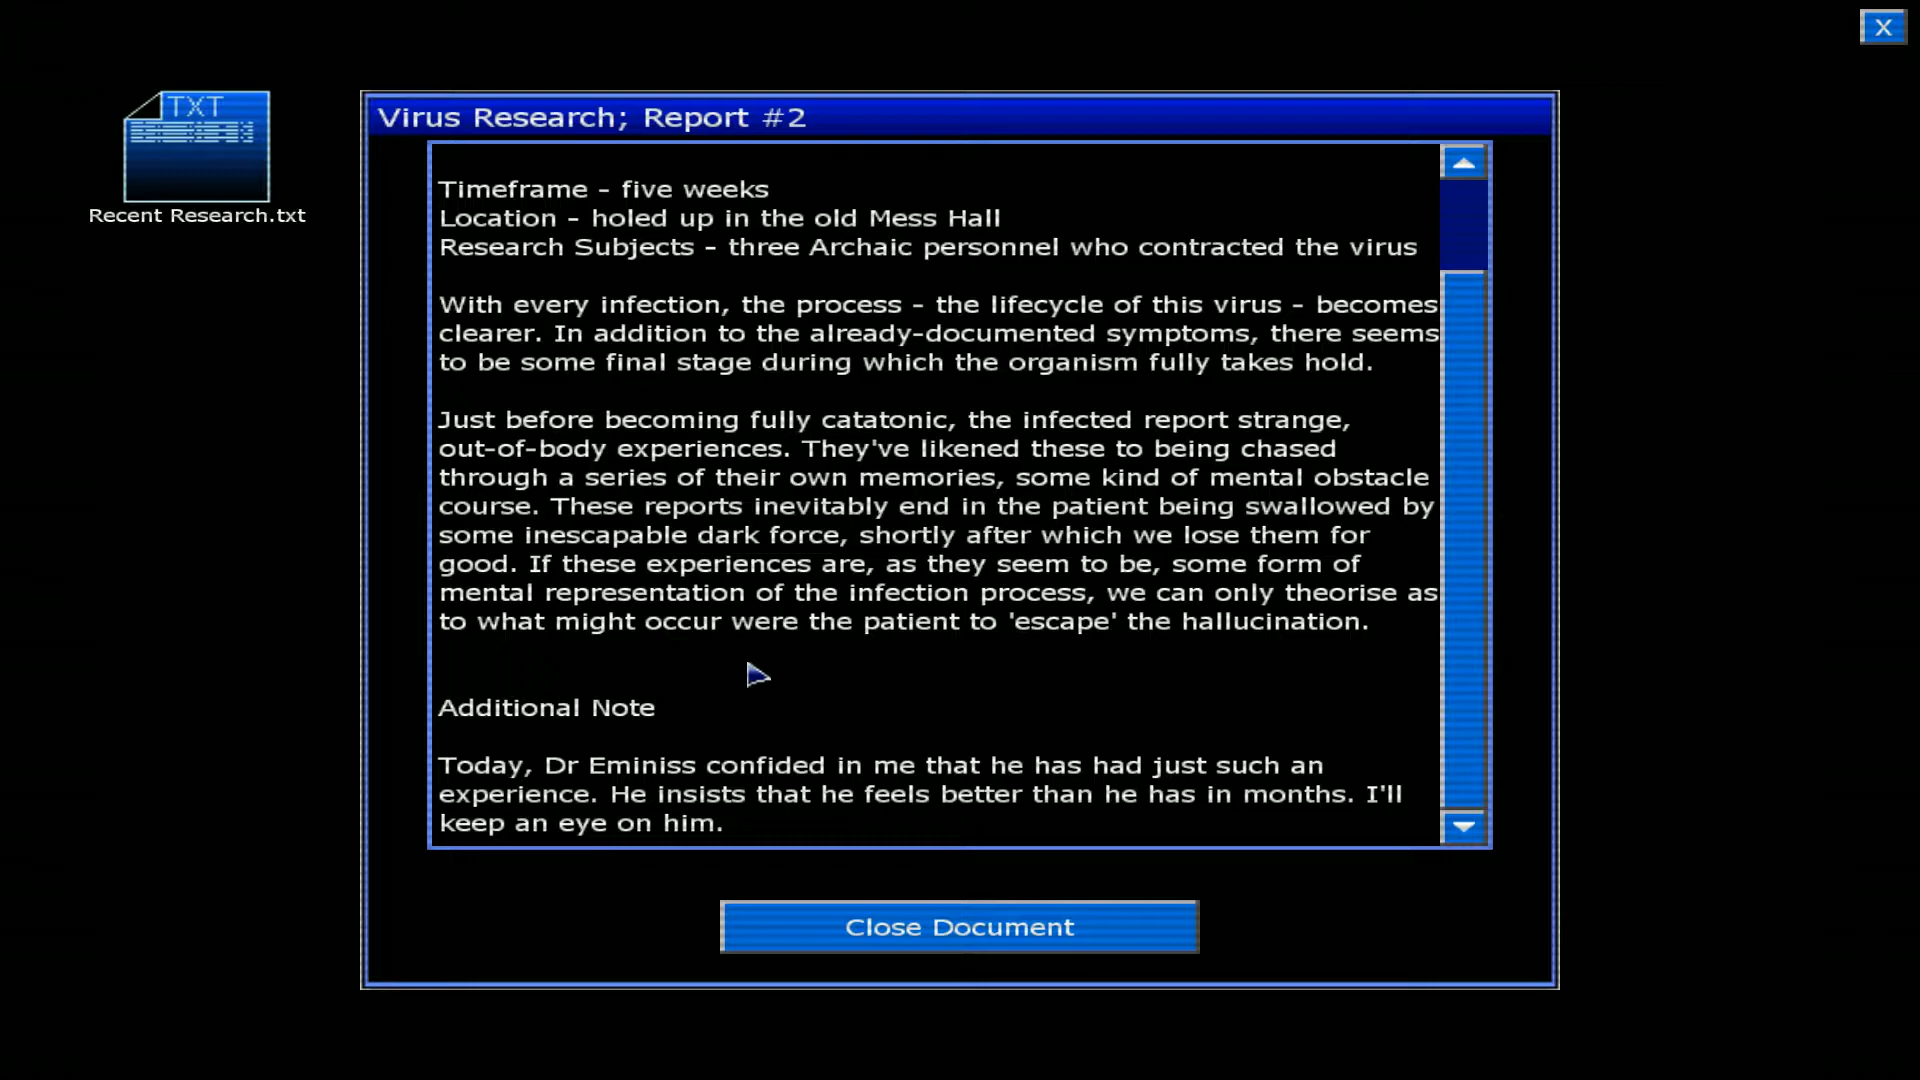 X
TXT
Recent Research.txt
Virus Research; Report #2
Timeframe - five weeks
Location - holed up in the old Mess Hall
Research Subjects - three Archaic personnel who contracted the virus
With every infection, the process - the lifecycle of this virus - becomes
clearer. In addition to the already-documented symptoms, there seems
to be some final stage during which the organism fully takes hold.
Just before becoming fully catatonic, the infected report strange,
out-of-body experiences. They've likened these to being chased
through a series of their own memories, some kind of mental obstacle
course. These reports inevitably end in the patient being swallowed by
some inescapable dark force, shortly after which we lose them for
good. If these experiences are, as they seem to be, some form of
mental representation of the infection process, we can only theorise as
to what might occur were the patient to 'escape' the hallucination.
Additional Note
Today, Dr Eminiss confided in me that he has had just such an
experience. He insists that he feels better than he has in months. I'll
keep an eye on him.
Close Document